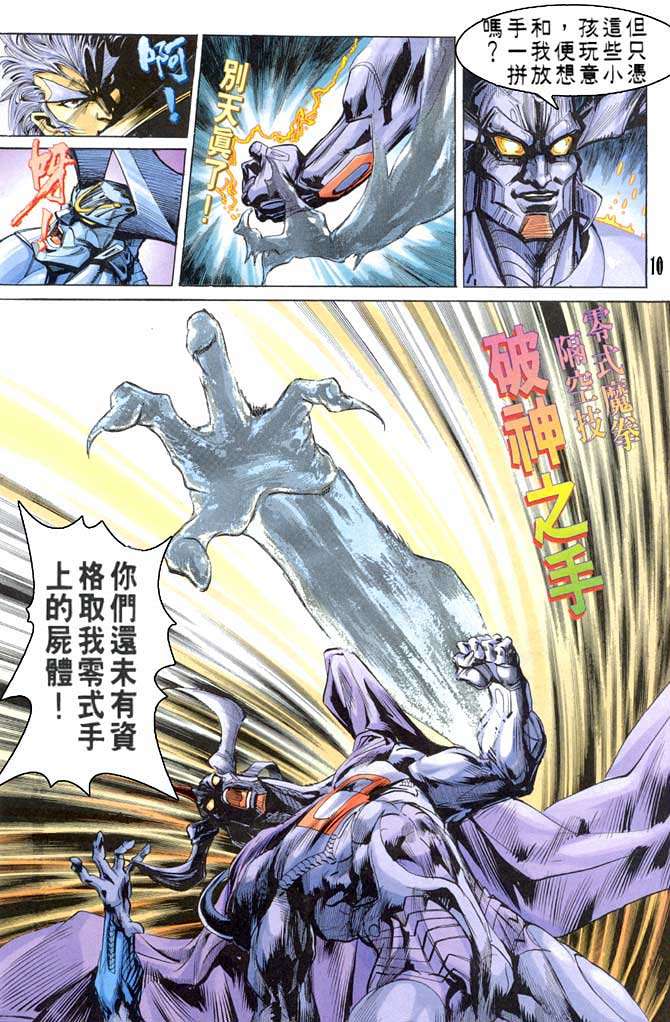 但只憑
這些小
孩玩意
，便想
和我放
手一拼
嗎？
別天真了！
啊！
呀！
10
零式魔拳
隔空技
破神之手
你們還未有資
格取我零式手
上的屍體！